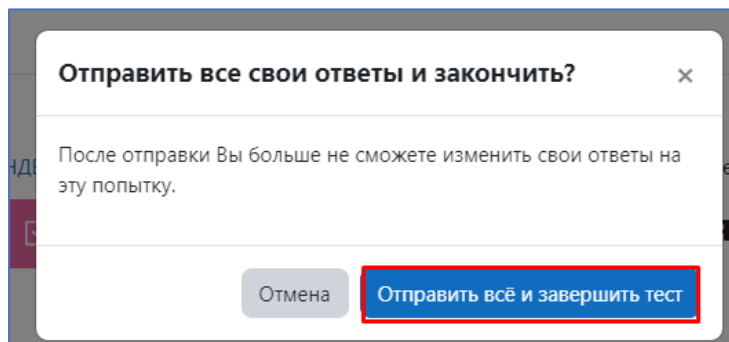 Отправить все свои ответы и закончить?
×
После отправки Вы больше не сможете изменить свои ответы на
эту попытку.
Отмена
Отправить всё и завершить тест